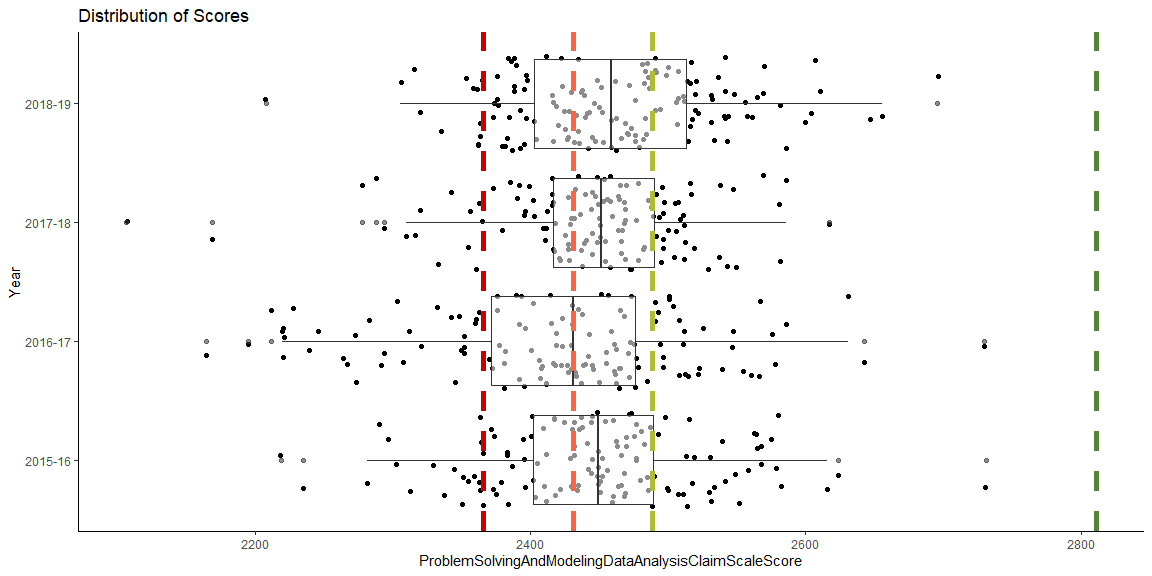 Distribution of Scores
2018-19
2017-18
2016-17
2015-16
Year
2200
2400
2600
2800
ProblemSolvingAndModelingDataAnalysisClaimScaleScore